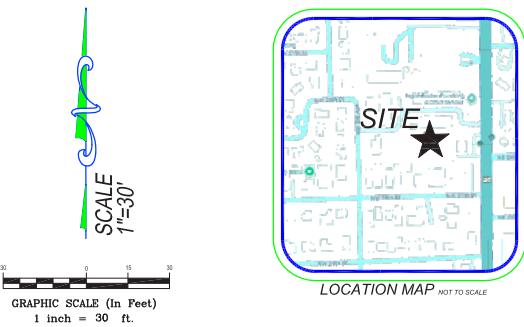 SCALE
1"=30'
30 0 15 30
GRAPHIC SCALE (In Feet)
1 inch = 30 ft.
SITE
LOCATION MAP NOT TO SCALE